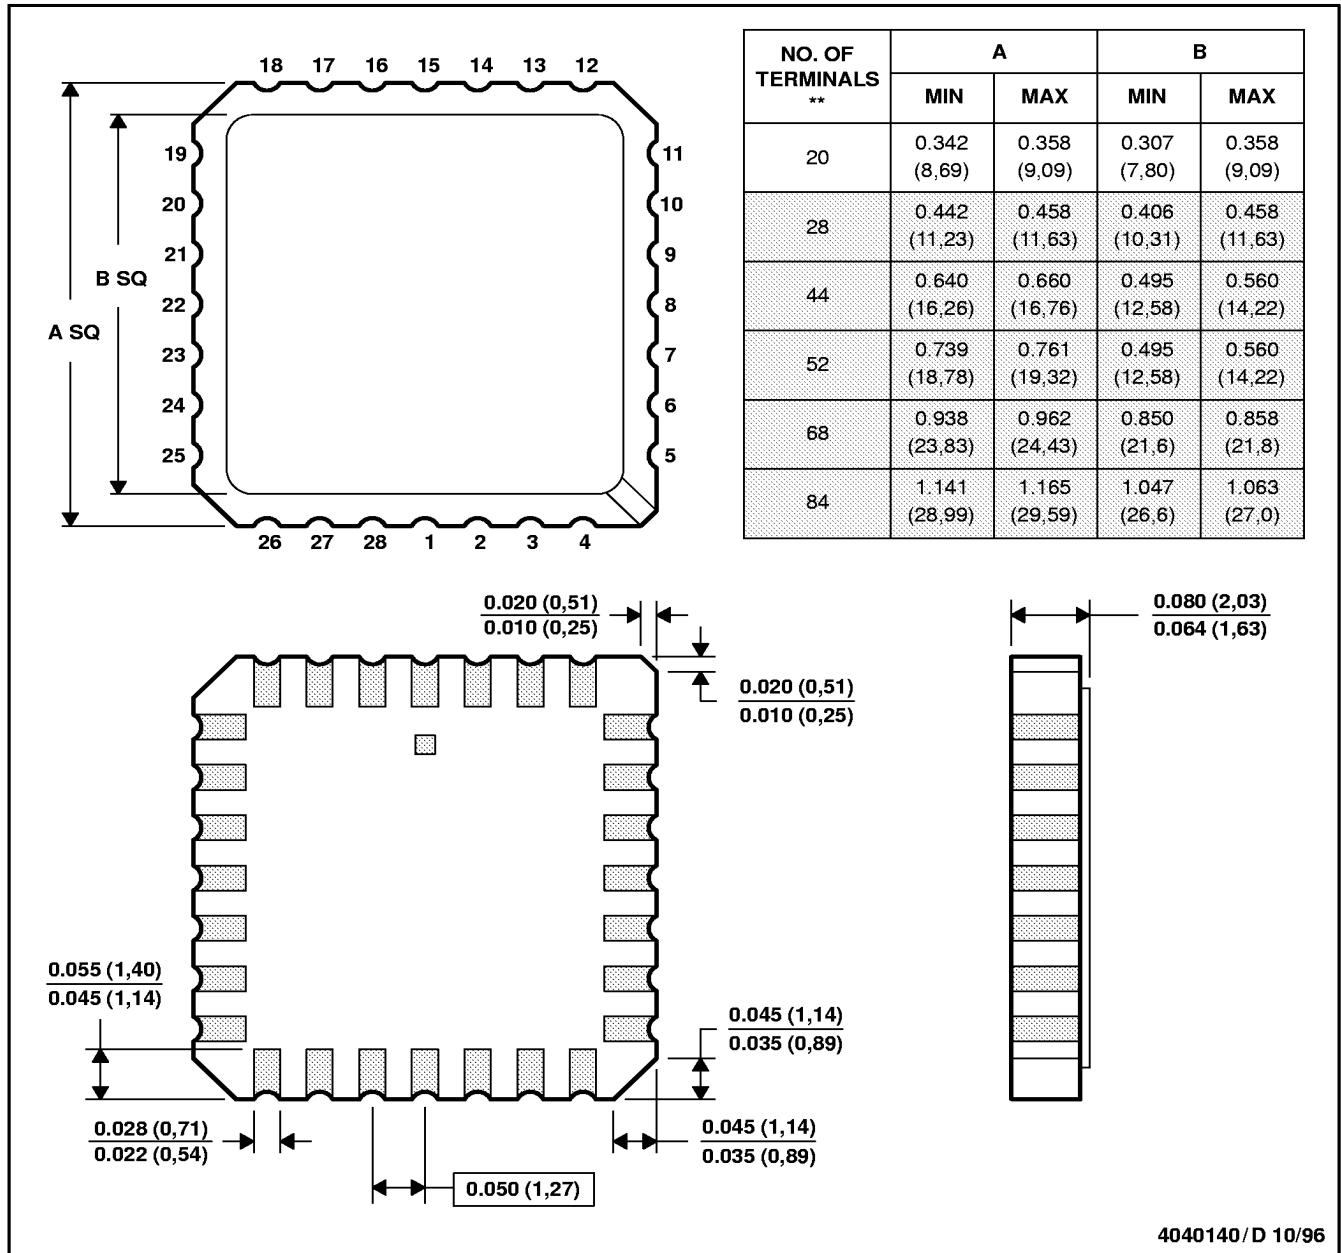 18 17 16 15 14 13 12
19
20
21
22
23
24
25
11
10
9
8
7
6
5
B SQ
A SQ
26 27 28 1 2 3 4
NO. OF TERMINALS ** A B
MIN MAX MIN MAX
20 0.342 (8,69) 0.358 (9,09) 0.307 (7,80) 0.358 (9,09)
28 0.442 (11,23) 0.458 (11,63) 0.406 (10,31) 0.458 (11,63)
44 0.640 (16,26) 0.660 (16,76) 0.495 (12,58) 0.560 (14,22)
52 0.739 (18,78) 0.761 (19,32) 0.495 (12,58) 0.560 (14,22)
68 0.938 (23,83) 0.962 (24,43) 0.850 (21,6) 0.858 (21,8)
84 1.141 (28,99) 1.165 (29,59) 1.047 (26,6) 1.063 (27,0)
0.020 (0,51)
0.010 (0,25)
0.020 (0,51)
0.010 (0,25)
0.080 (2,03)
0.064 (1,63)
0.055 (1,40)
0.045 (1,14)
0.045 (1,14)
0.035 (0,89)
0.028 (0,71)
0.022 (0,54)
0.045 (1,14)
0.035 (0,89)
0.050 (1,27)
4040140/D 10/96